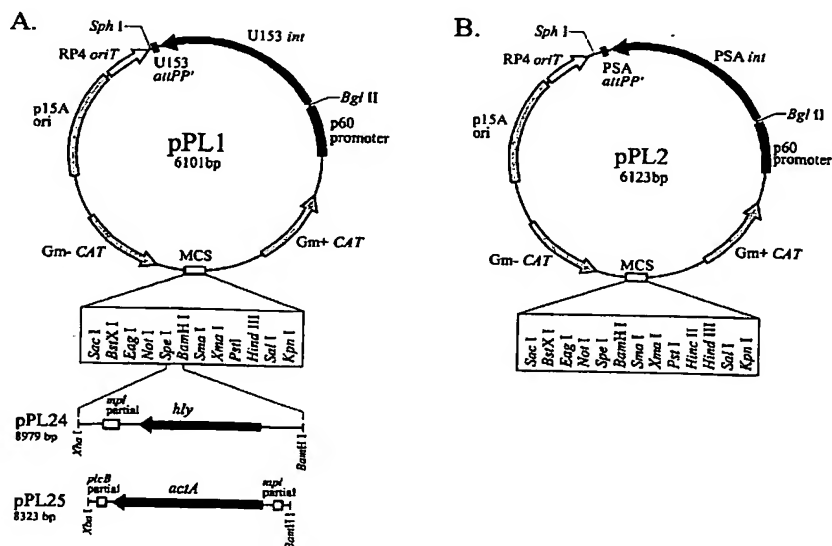 A.
Sph I
U153 int
RP4 oriT
U153
attPP'
Bgl II
p15A
ori
p60
promoter
pPL1
6101bp
Gm- CAT
MCS
Gm+ CAT
Sac I
BstX I
Eag I
Not I
Spe I
BamH I
Sma I
Xma I
PstI
Hind III
Sal I
Kpn I
pPL24
8979 bp
mpl
partial
hly
Xba I
BamH I
pPL25
8323 bp
plcB
partial
actA
mpl
partial
Xba I
BamH I
B.
Sph I
PSA int
RP4 oriT
PSA
attPP'
Bgl II
p15A
ori
p60
promoter
pPL2
6123bp
Gm- CAT
MCS
Gm+ CAT
Sac I
BstX I
Eag I
Not I
Spe I
BamH I
Sma I
Xma I
Pst I
Hinc II
Hind III
Sal I
Kpn I